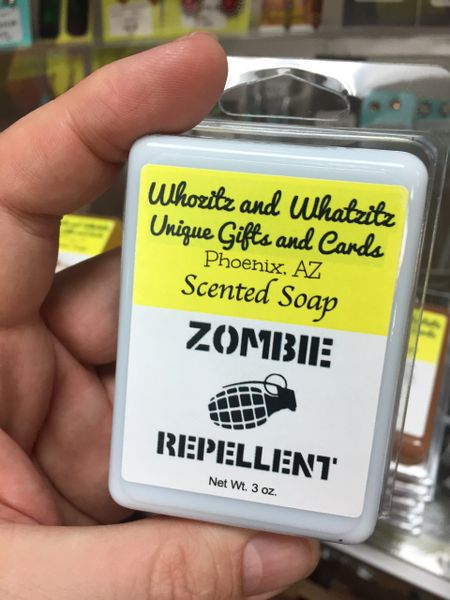 Whozitz and Whatzitz
Unique Gifts and Cards
Phoenix, AZ
Scented Soap
ZOMBIE
REPELLENT
Net Wt. 3 oz.